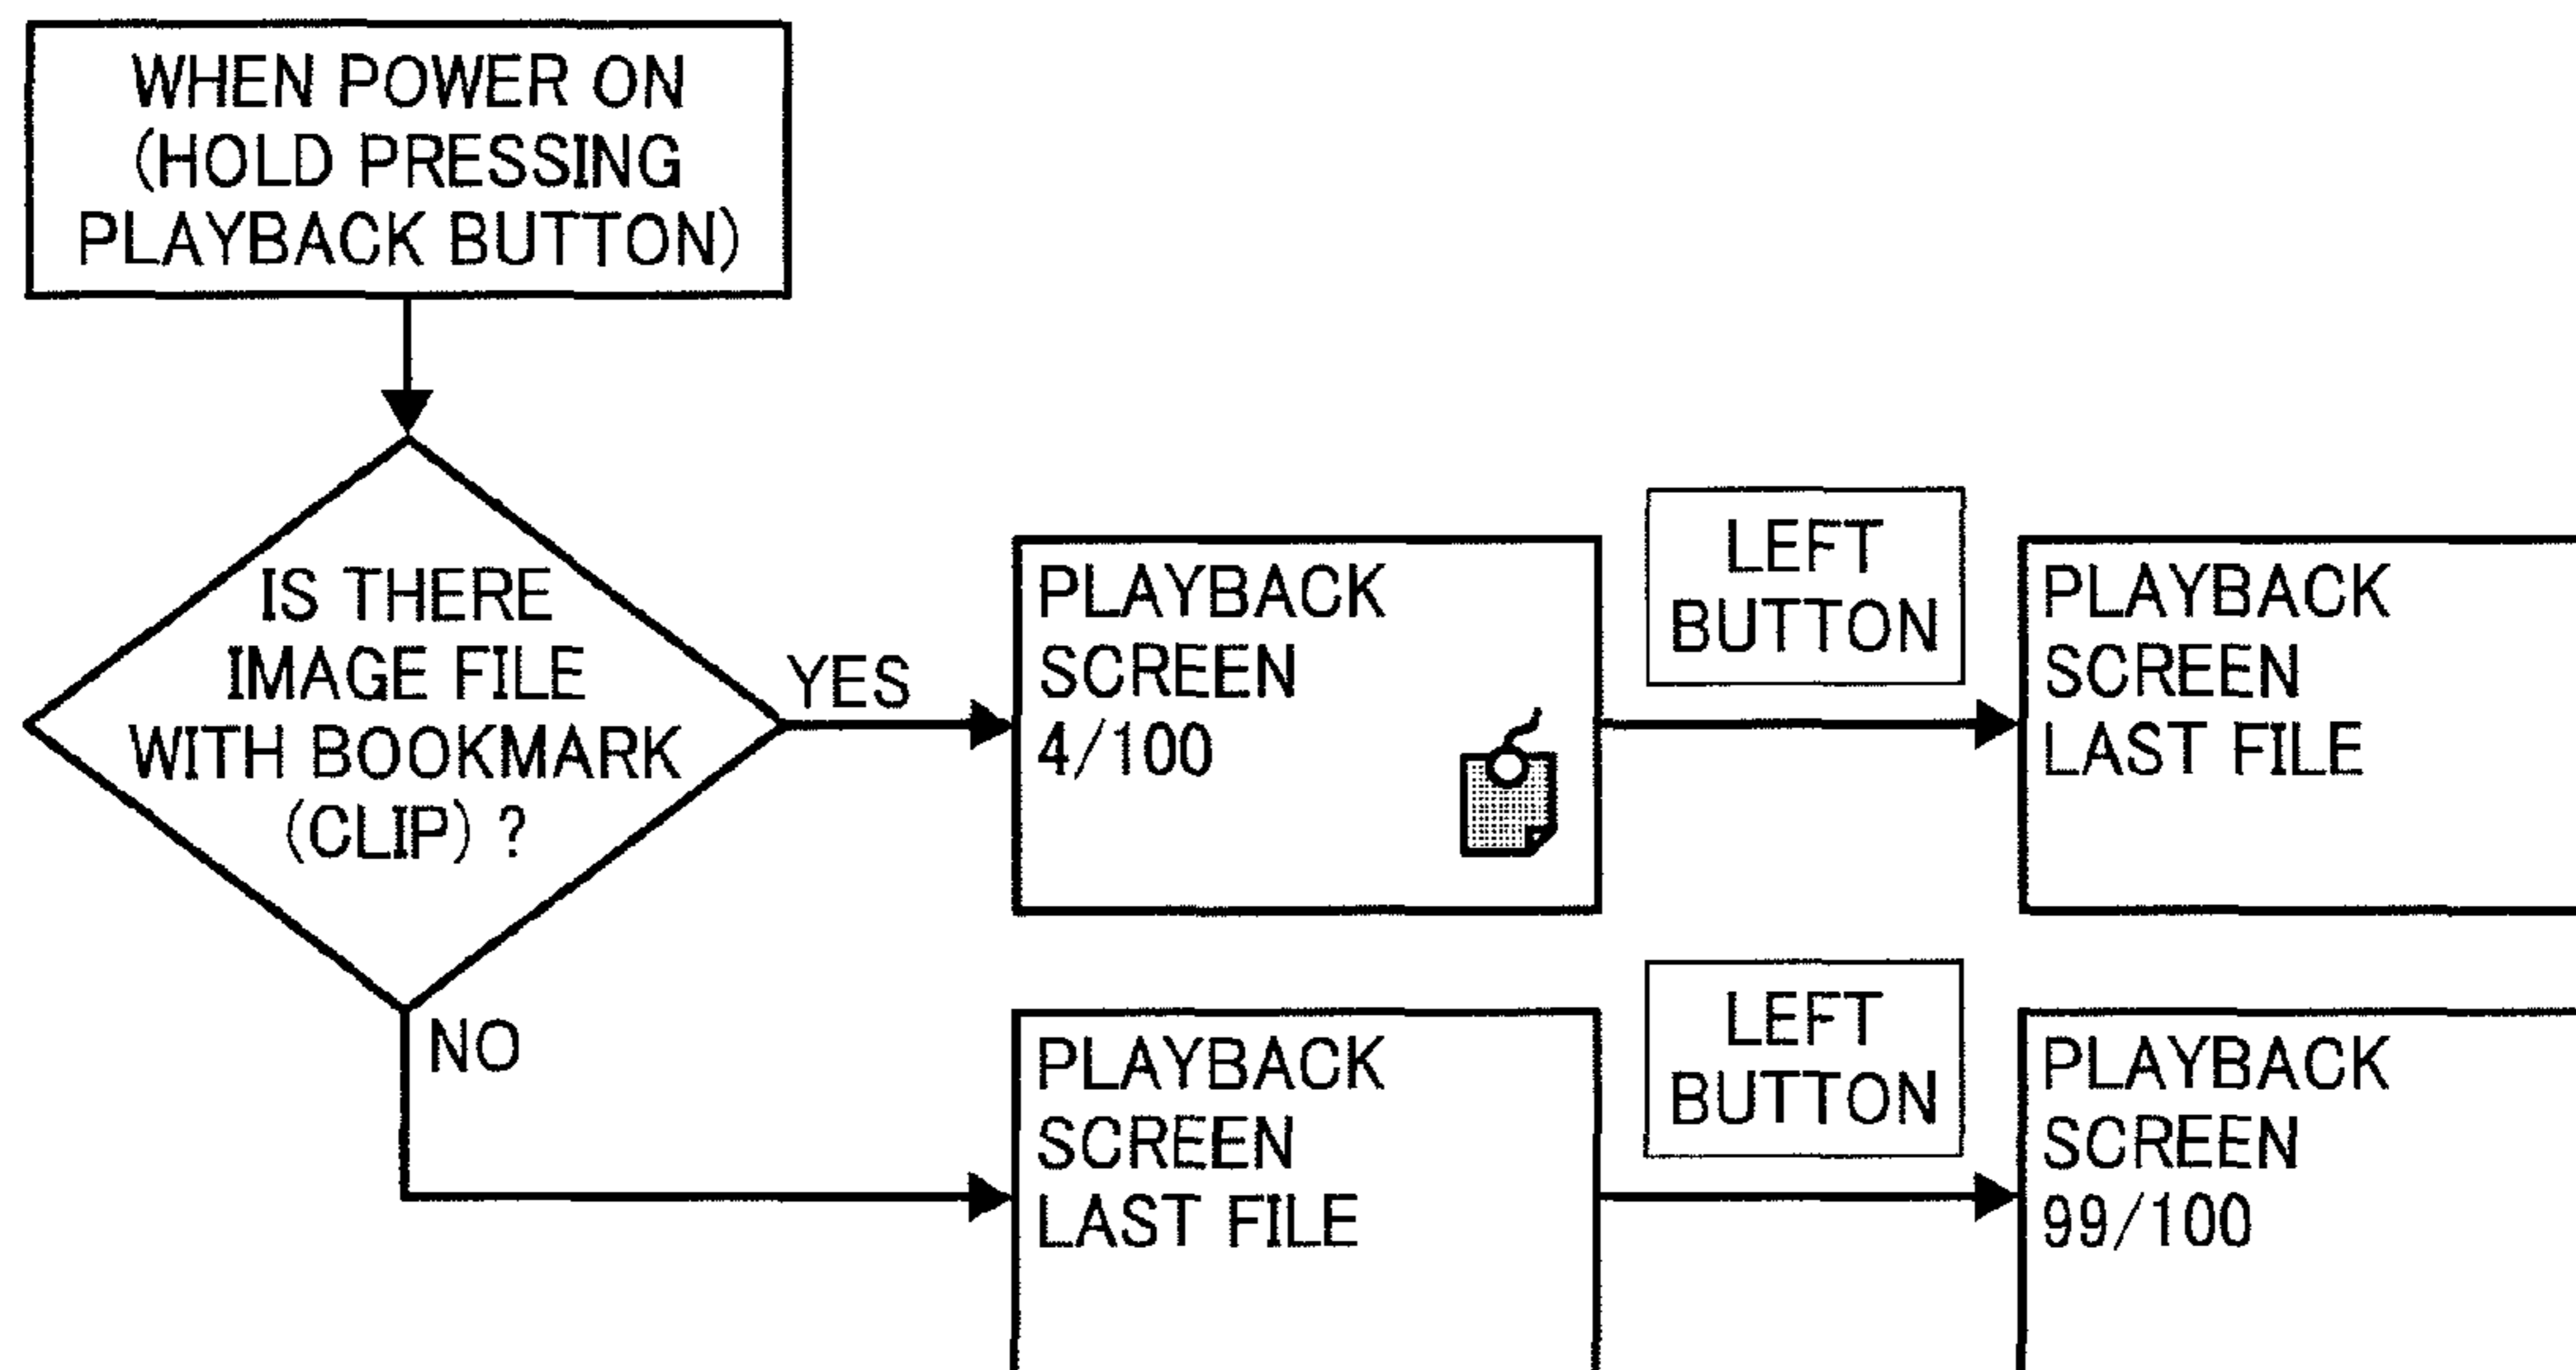 WHEN POWER ON
(HOLD PRESSING
PLAYBACK BUTTON)
IS THERE
IMAGE FILE
WITH BOOKMARK
(CLIP) ?
YES
PLAYBACK
SCREEN
4/100
LEFT
BUTTON
PLAYBACK
SCREEN
LAST FILE
NO
PLAYBACK
SCREEN
LAST FILE
LEFT
BUTTON
PLAYBACK
SCREEN
99/100